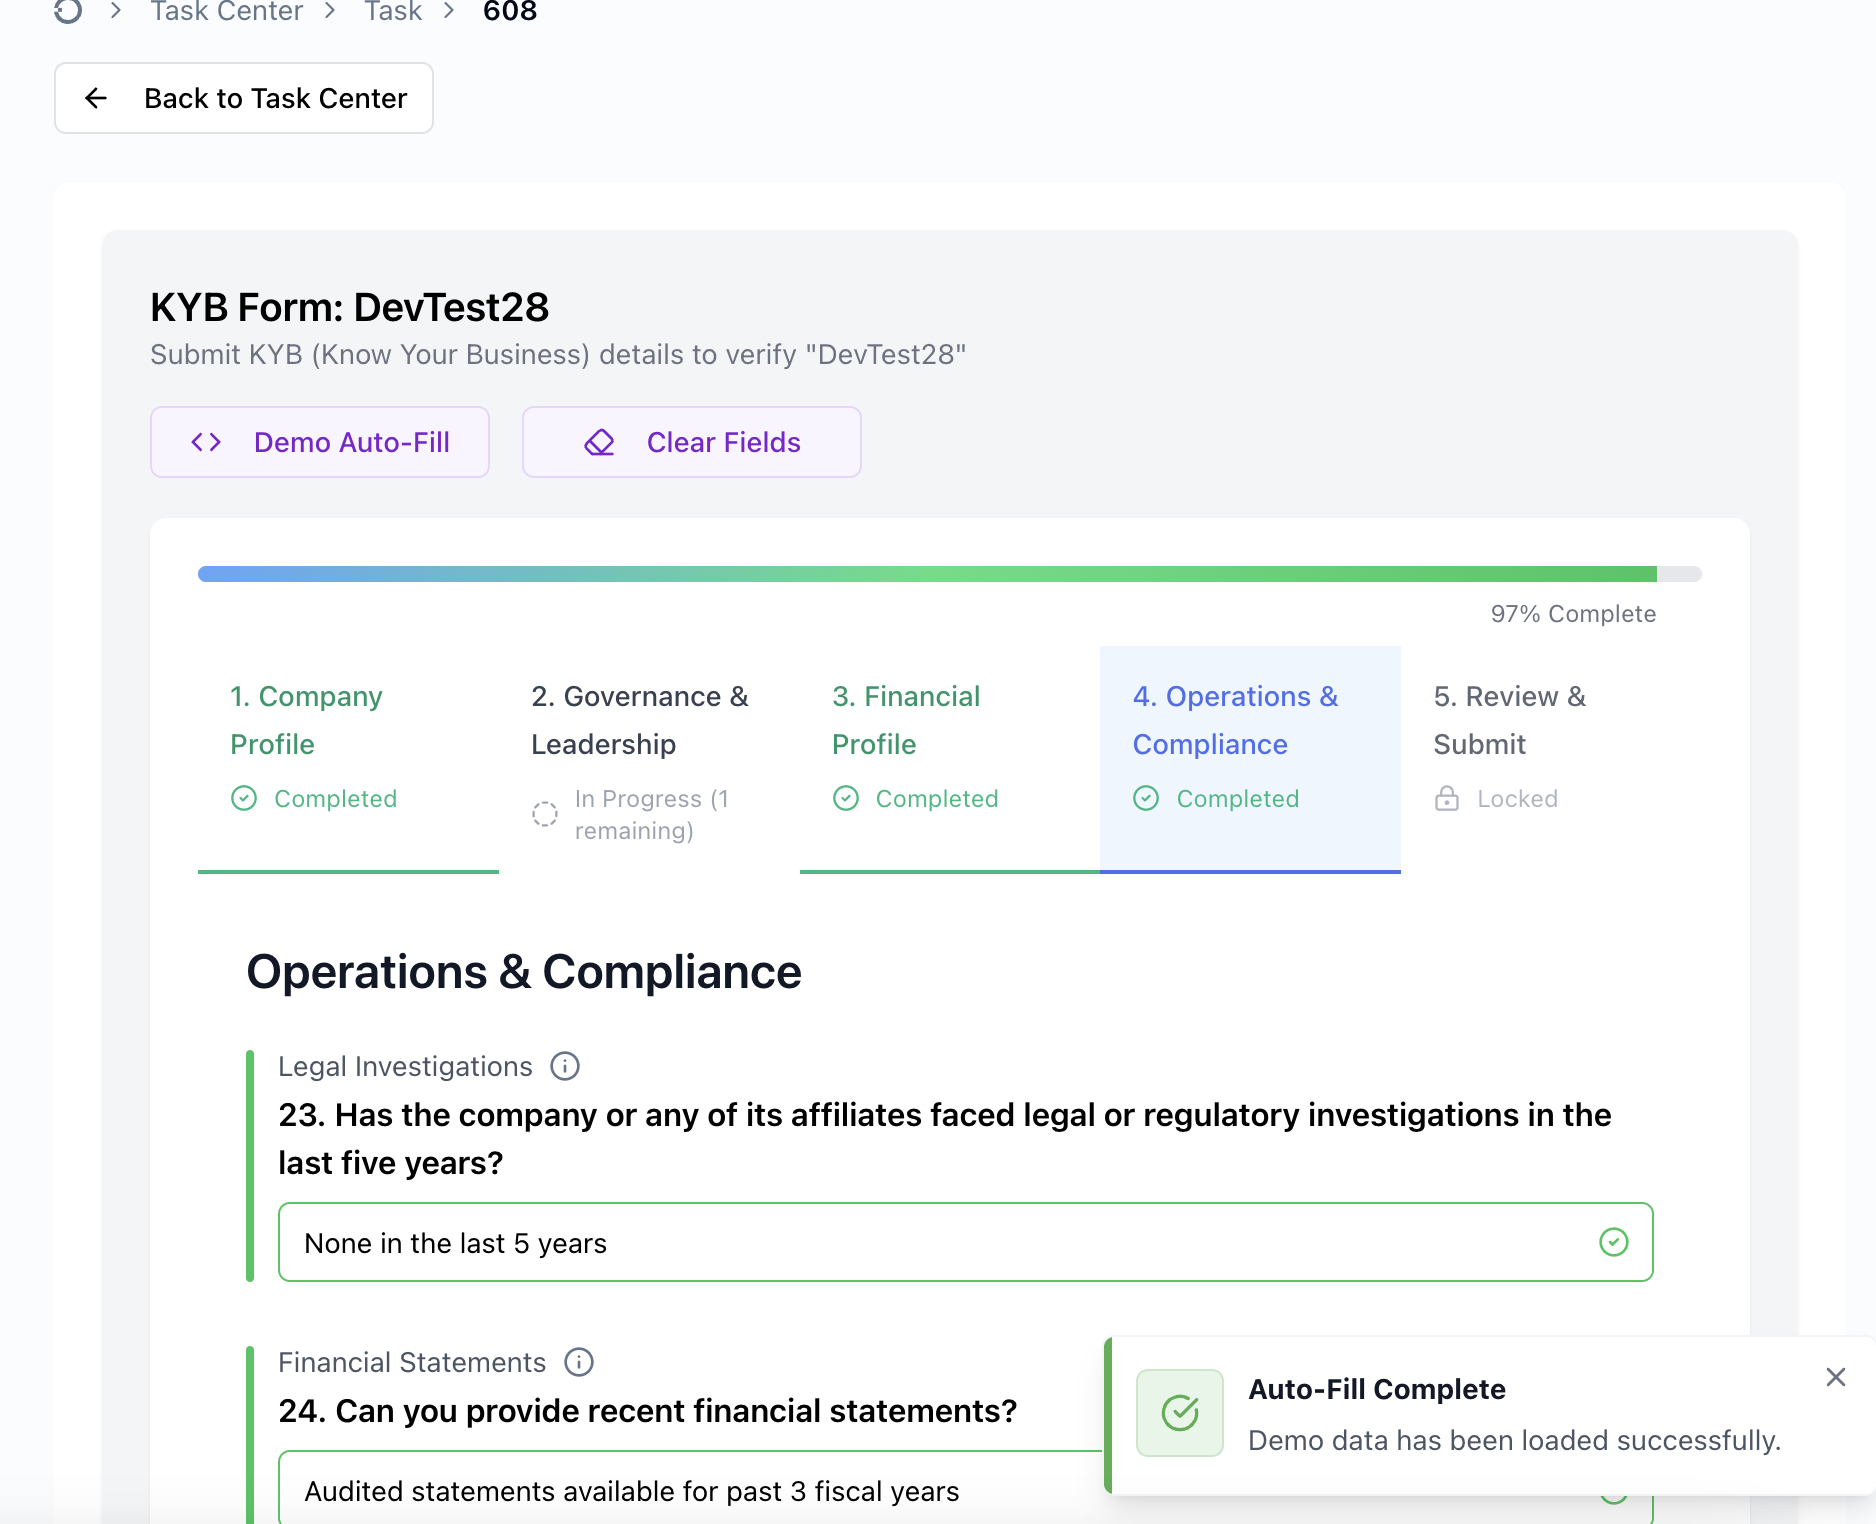 Task Center > Task > 608
Back to Task Center
KYB Form: DevTest28
Submit KYB (Know Your Business) details to verify "DevTest28"
Demo Auto-Fill
Clear Fields
97% Complete
1. Company
Profile
Completed
2. Governance &
Leadership
In Progress (1
remaining)
3. Financial
Profile
Completed
4. Operations &
Compliance
Completed
5. Review &
Submit
Locked
Operations & Compliance
Legal Investigations
23. Has the company or any of its affiliates faced legal or regulatory investigations in the
last five years?
None in the last 5 years
Financial Statements
24. Can you provide recent financial statements?
Audited statements available for past 3 fiscal years
Auto-Fill Complete
Demo data has been loaded successfully.